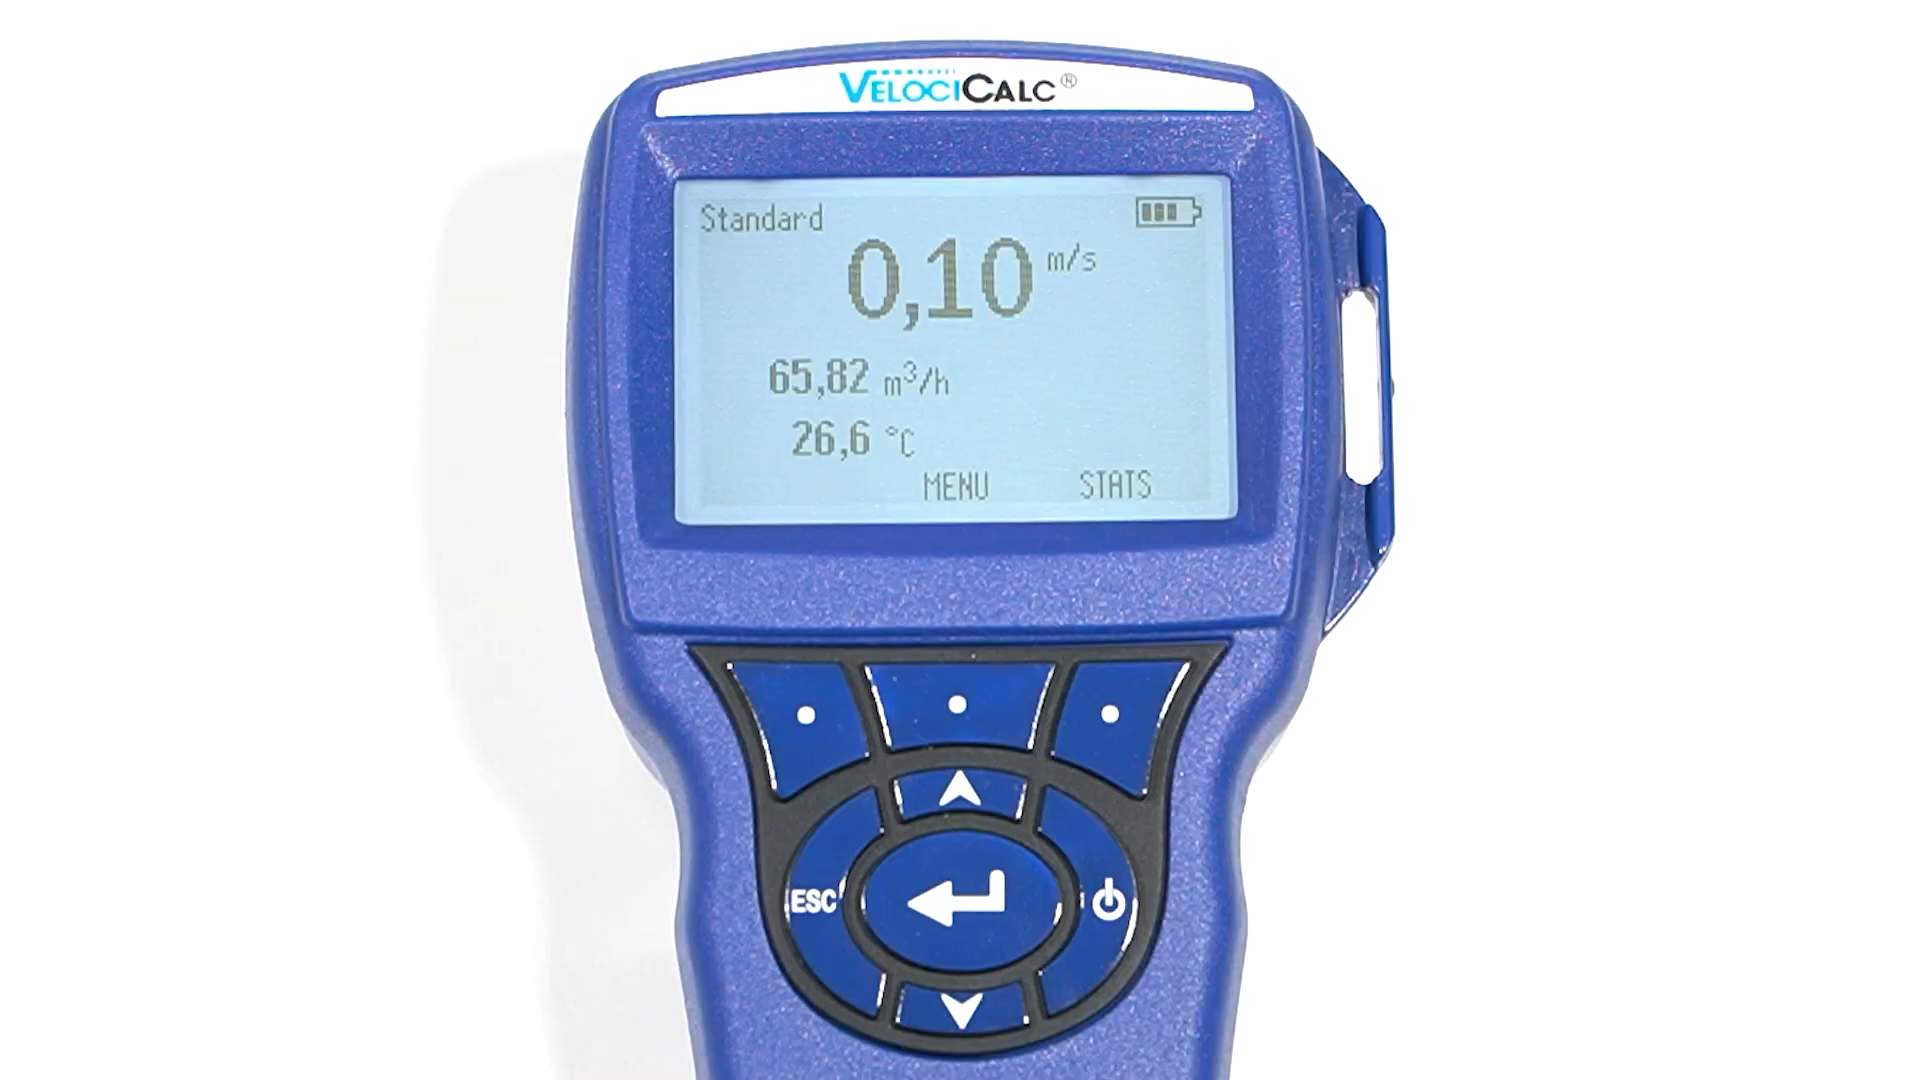 VELOCICALC®
Standard
0,10 m/s
65,82 m³/h
26,6 °C
MENU STATS
ESC